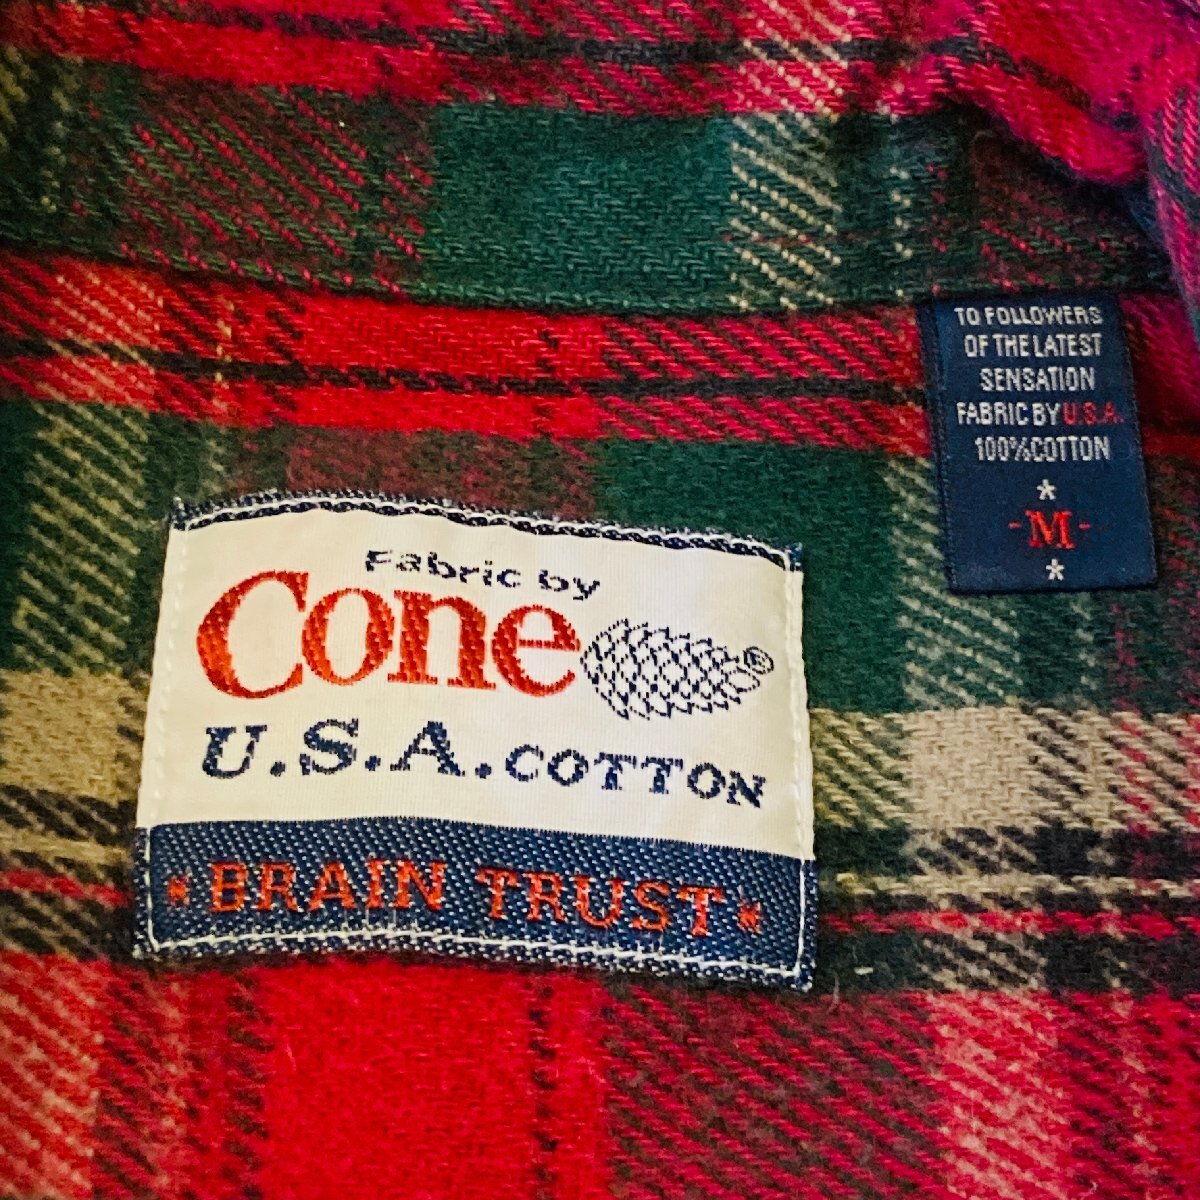 TO FOLLOWERS
OF THE LATEST
SENSATION
FABRIC BY U.S.A.
100% COTTON
*
-M-
*
Fabric by
Cone ®
U.S.A. COTTON
* BRAIN TRUST *